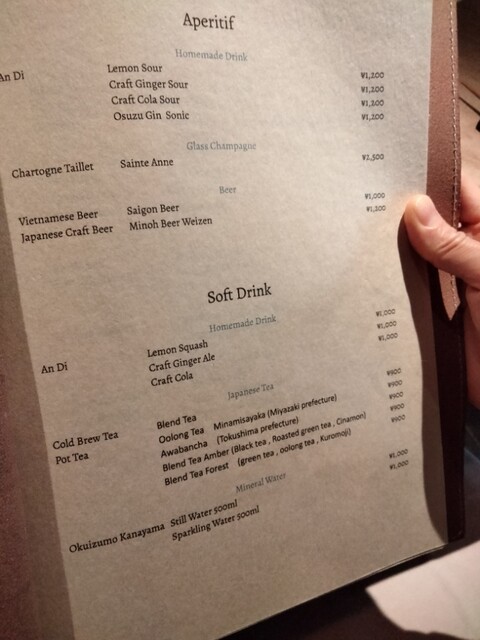 Aperitif
Homemade Drink
An Di Lemon Sour ¥1,200
Craft Ginger Sour ¥1,200
Craft Cola Sour ¥1,200
Osuzu Gin Sonic ¥1,200
Glass Champagne
Chartogne Taillet Sainte Anne ¥2,500
Beer
Vietnamese Beer Saigon Beer ¥1,000
Japanese Craft Beer Minoh Beer Weizen ¥1,200
Soft Drink
Homemade Drink
An Di Lemon Squash ¥1,000
Craft Ginger Ale ¥1,000
Craft Cola ¥1,000
Japanese Tea
Cold Brew Tea Blend Tea ¥900
Pot Tea Oolong Tea Minamisayaka (Miyazaki prefecture) ¥900
Awabancha (Tokushima prefecture) ¥900
Blend Tea Amber (Black tea , Roasted green tea , Cinamon) ¥900
Blend Tea Forest (green tea , oolong tea , Kuromoji) ¥900
Mineral Water
Okuizumo Kanayama Still Water 500ml ¥1,000
Sparkling Water 500ml ¥1,000